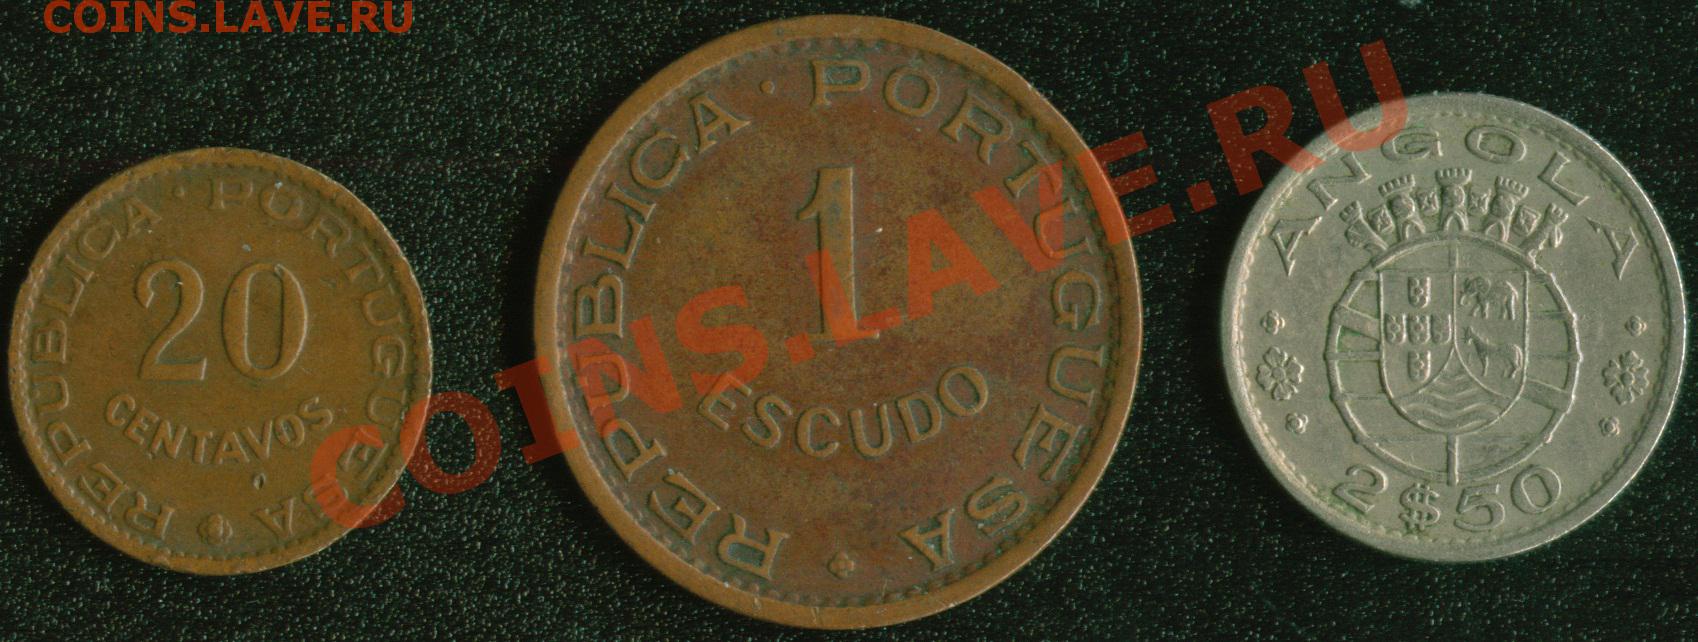 COINS.LAVE.RU
REPUBLICA · PORTUGUESA
20
CENTAVOS
REPUBLICA · PORTUGUESA
1
ESCUDO
ANGOLA
2$50
COINS.LAVE.RU